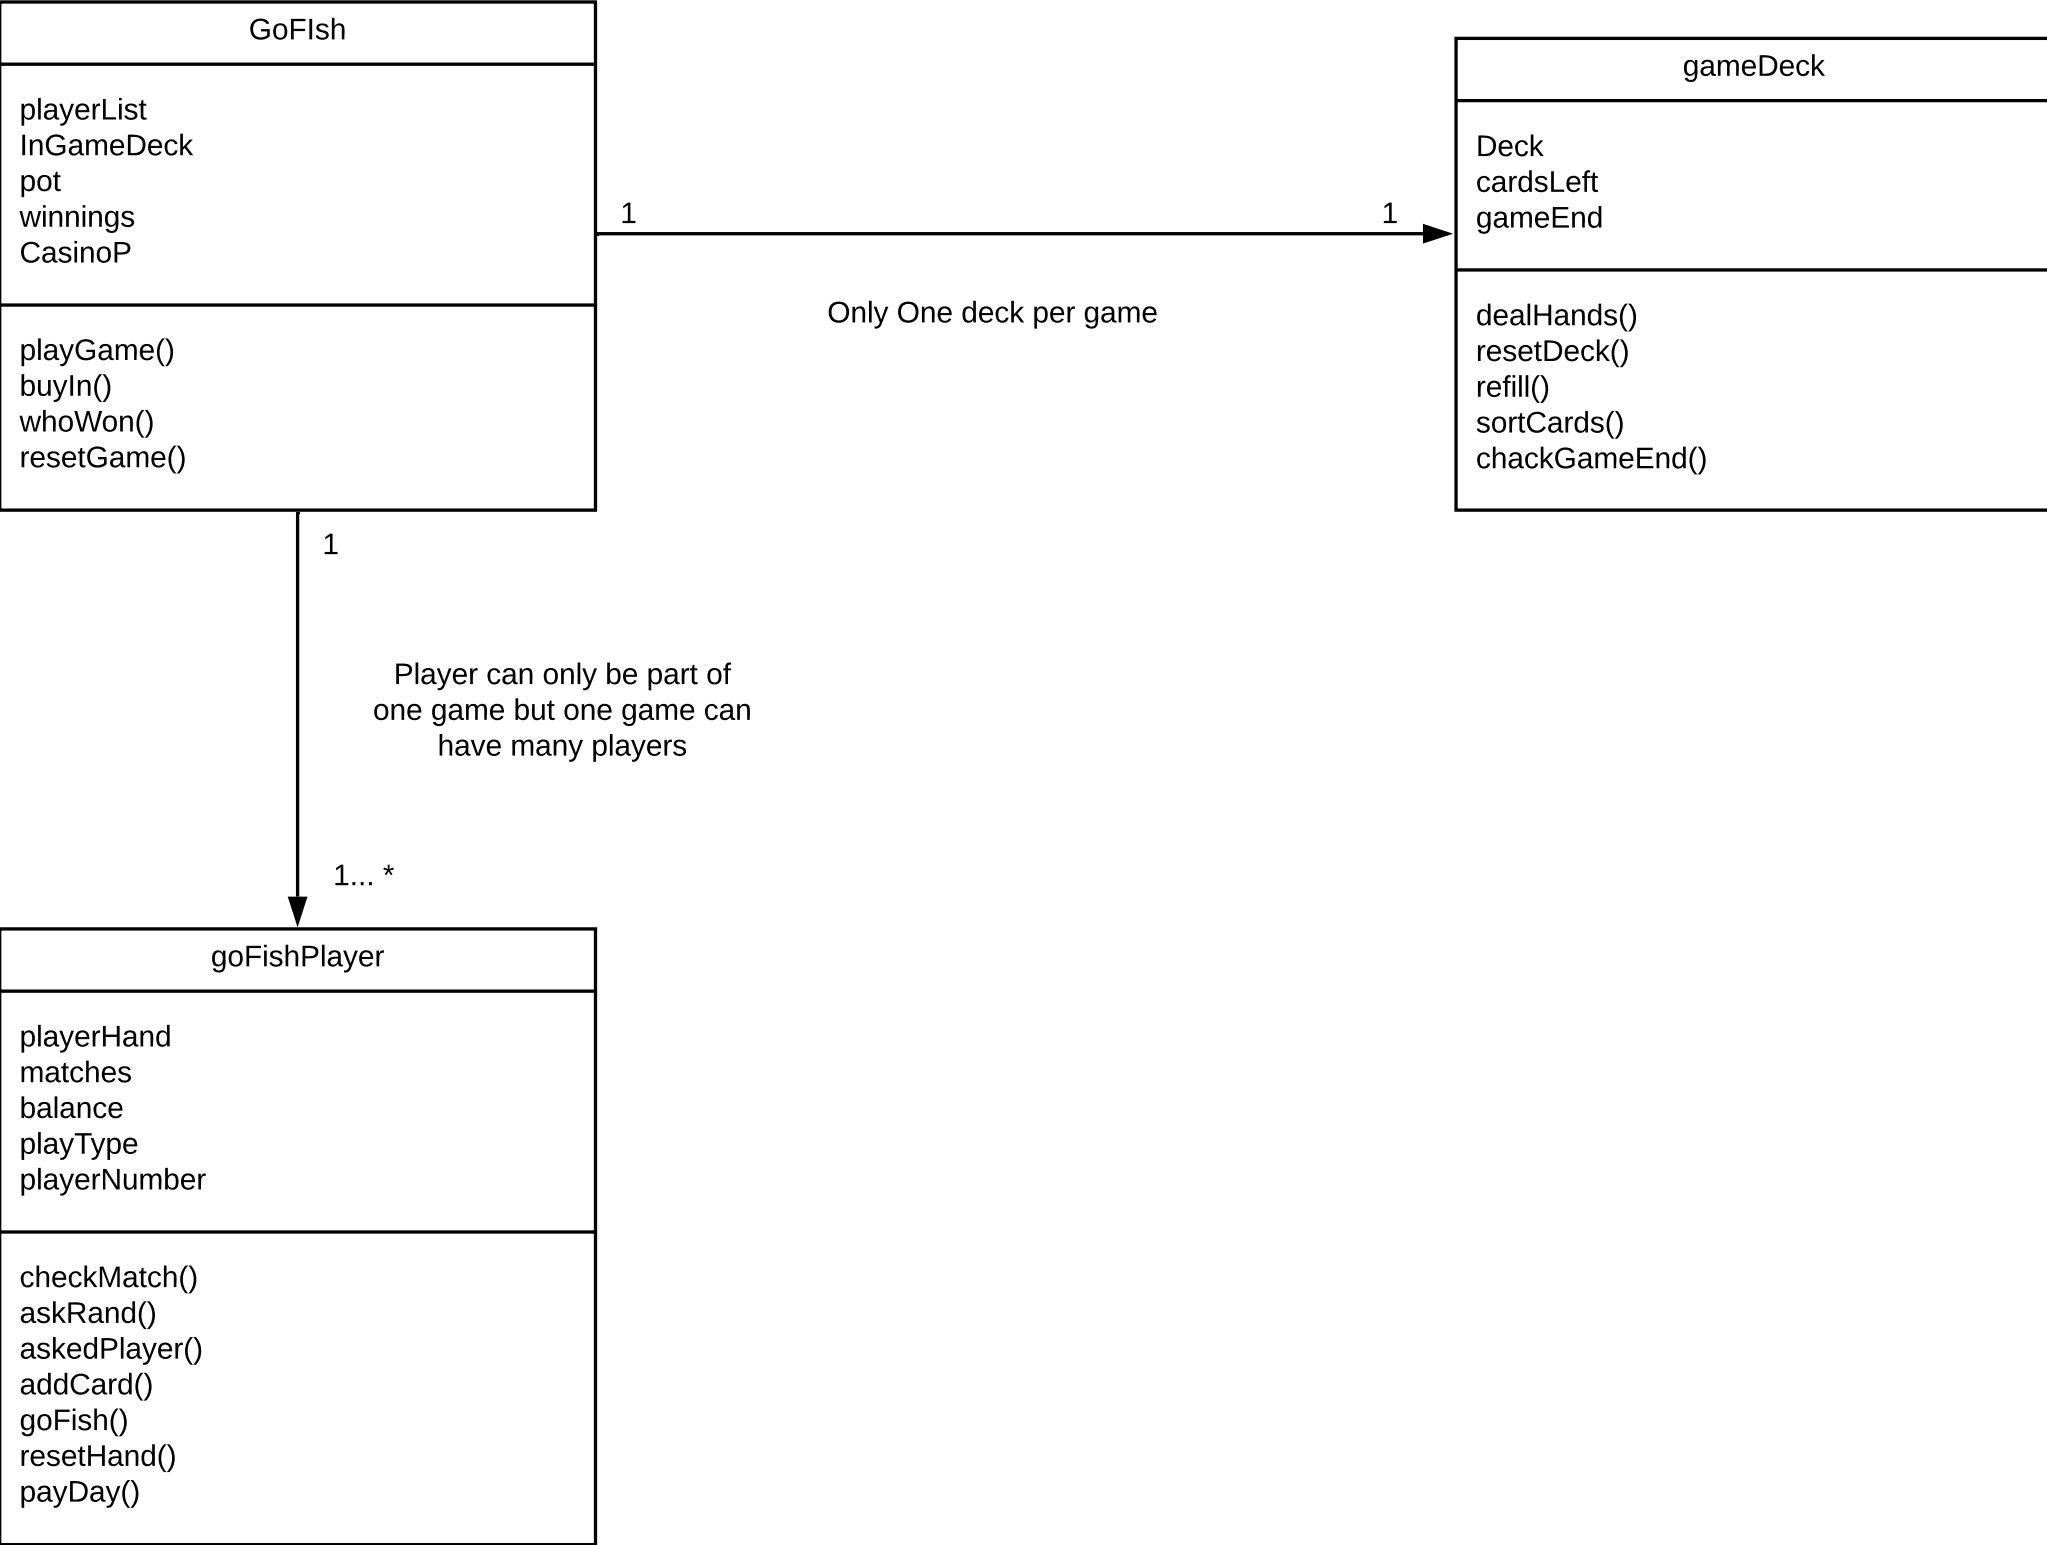 GoFIsh
playerList
InGameDeck
pot
winnings
CasinoP
playGame()
buyIn()
whoWon()
resetGame()
1
1
Only One deck per game
gameDeck
Deck
cardsLeft
gameEnd
dealHands()
resetDeck()
refill()
sortCards()
chackGameEnd()
1
Player can only be part of
one game but one game can
have many players
1... *
goFishPlayer
playerHand
matches
balance
playType
playerNumber
checkMatch()
askRand()
askedPlayer()
addCard()
goFish()
resetHand()
payDay()